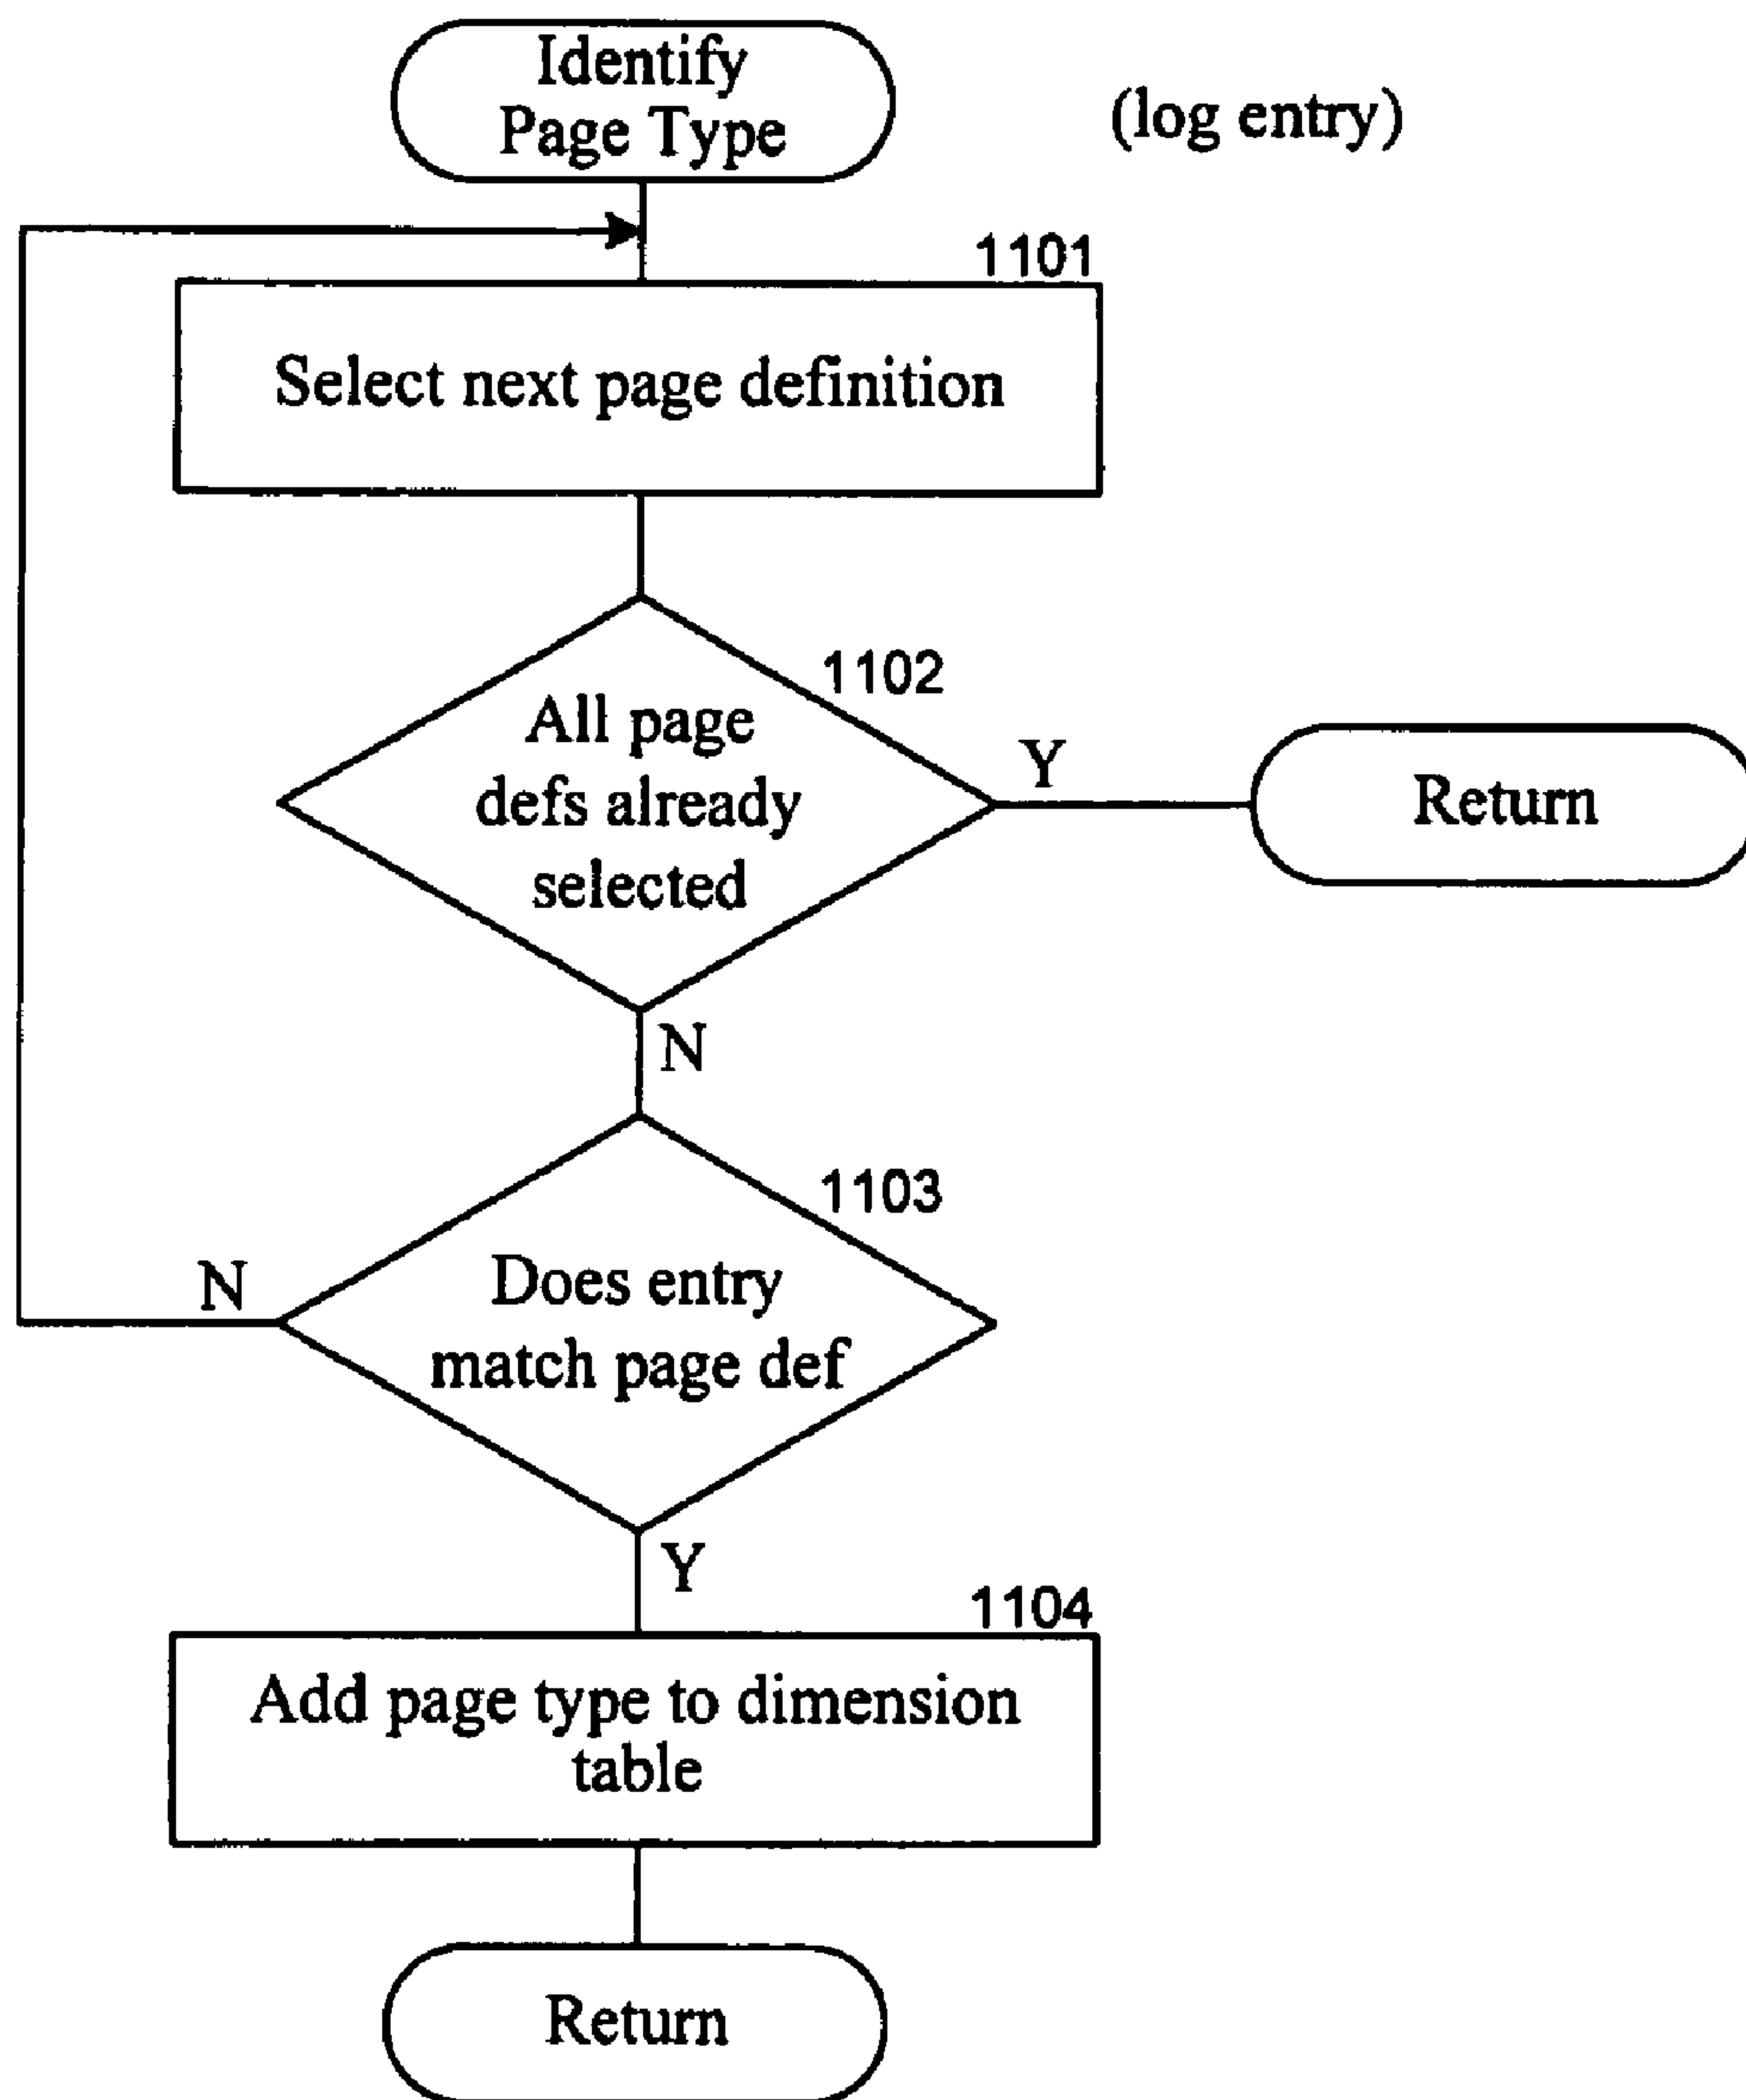 Identify
Page Type
(log entry)
1101
Select next page definition
1102
All page
defs already
selected
Y
Return
N
1103
Does entry
match page def
N
Y
1104
Add page type to dimension
table
Return